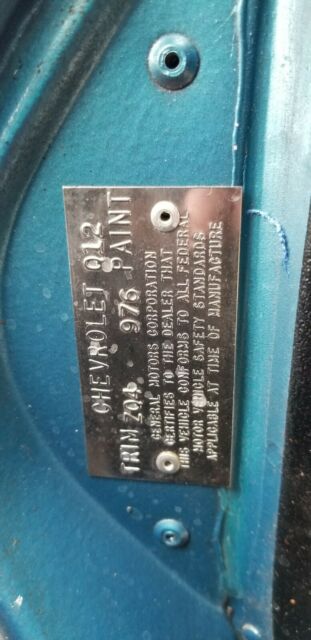 CHEVROLET 012
TRIM ZQ4 976 PAINT
GENERAL MOTORS CORPORATION
CERTIFIES TO THE DEALER THAT
THIS VEHICLE CONFORMS TO ALL FEDERAL
MOTOR VEHICLE SAFETY STANDARDS
APPLICABLE AT TIME OF MANUFACTURE